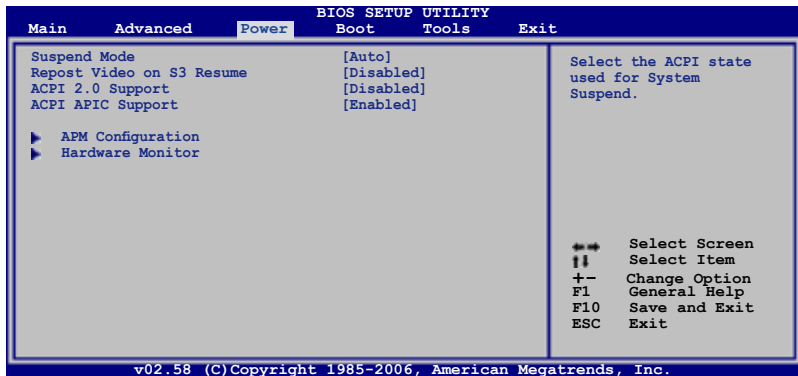 BIOS SETUP UTILITY
Main Advanced Power Boot Tools Exit
Suspend Mode [Auto]
Repost Video on S3 Resume [Disabled]
ACPI 2.0 Support [Disabled]
ACPI APIC Support [Enabled]
APM Configuration
Hardware Monitor
Select the ACPI state
used for System
Suspend.
Select Screen
Select Item
+- Change Option
F1 General Help
F10 Save and Exit
ESC Exit
v02.58 (C)Copyright 1985-2006, American Megatrends, Inc.